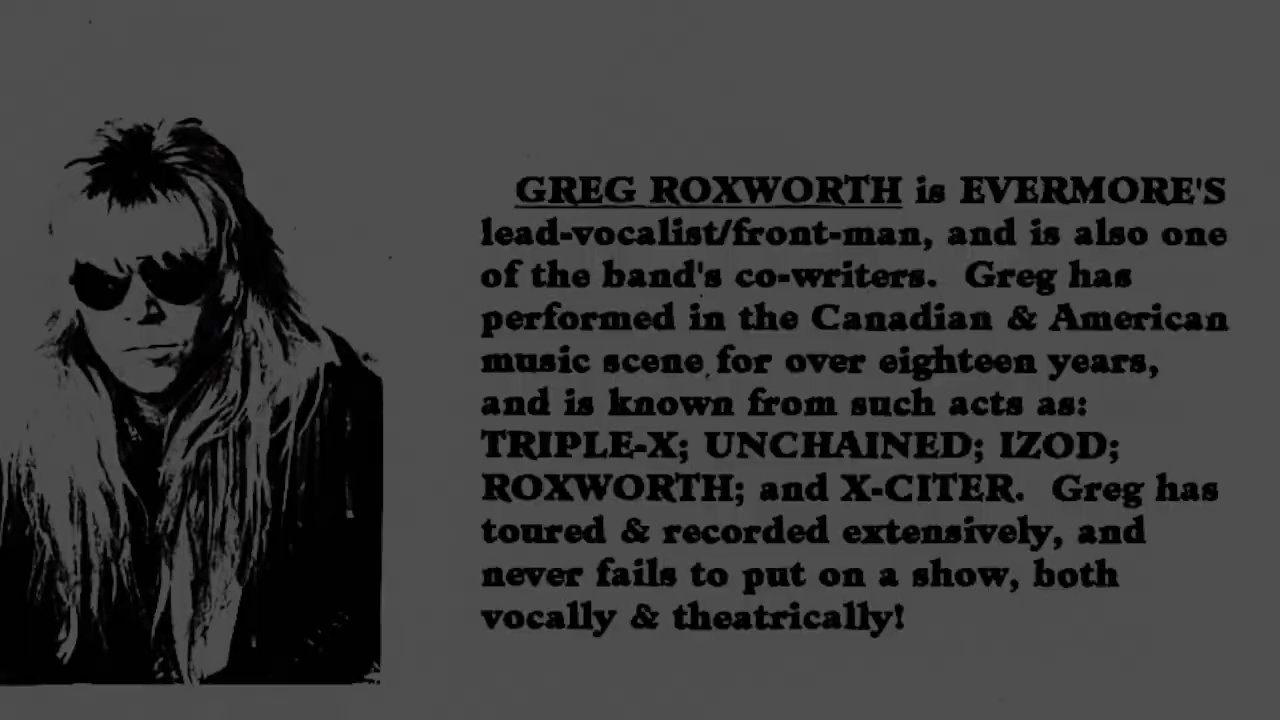 GREG ROXWORTH is EVERMORE'S
lead-vocalist/front-man, and is also one
of the band's co-writers. Greg has
performed in the Canadian & American
music scene for over eighteen years,
and is known from such acts as:
TRIPLE-X; UNCHAINED; IZOD;
ROXWORTH; and X-CITER. Greg has
toured & recorded extensively, and
never fails to put on a show, both
vocally & theatrically!